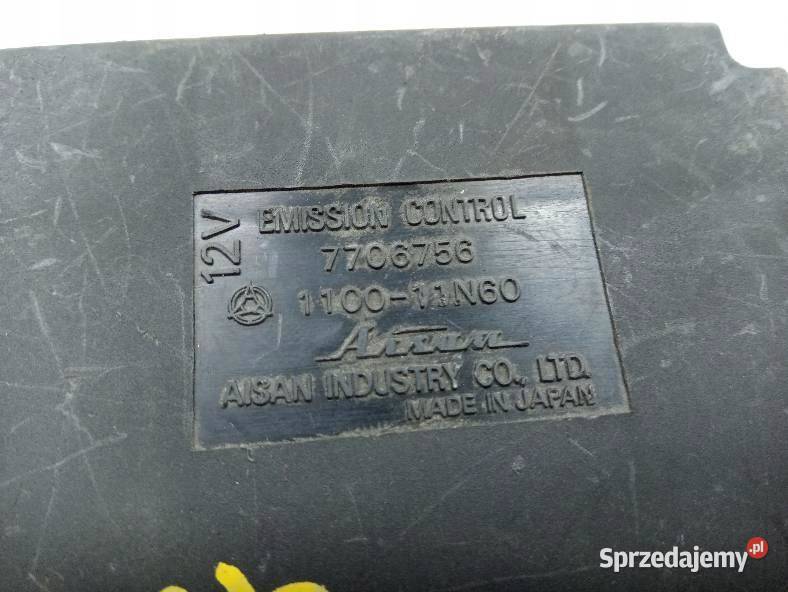 12V
EMISSION CONTROL
7706756
1100-11N60
Aisan
AISAN INDUSTRY CO., LTD.
MADE IN JAPAN
Sprzedajemy.pl